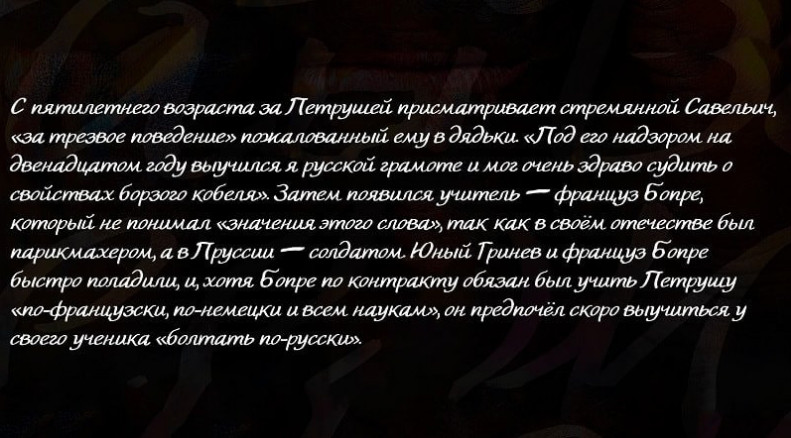 С пятилетнего возраста за Петрушей присматривает стремянной Савельич,
«за трезвое поведение» пожалованный ему в дядьки. «Под его надзором на
двенадцатом году выучился я русской грамоте и мог очень здраво судить о
свойствах борзого кобеля». Затем появился учитель — француз Бопре,
который не понимал «значения этого слова», так как в своём отечестве был
парикмахером, а в Пруссии — солдатом. Юный Гринев и француз Бопре
быстро поладили, и, хотя Бопре по контракту обязан был учить Петрушу
«по-французски, по-немецки и всем наукам», он предпочёл скоро выучиться у
своего ученика «болтать по-русски».